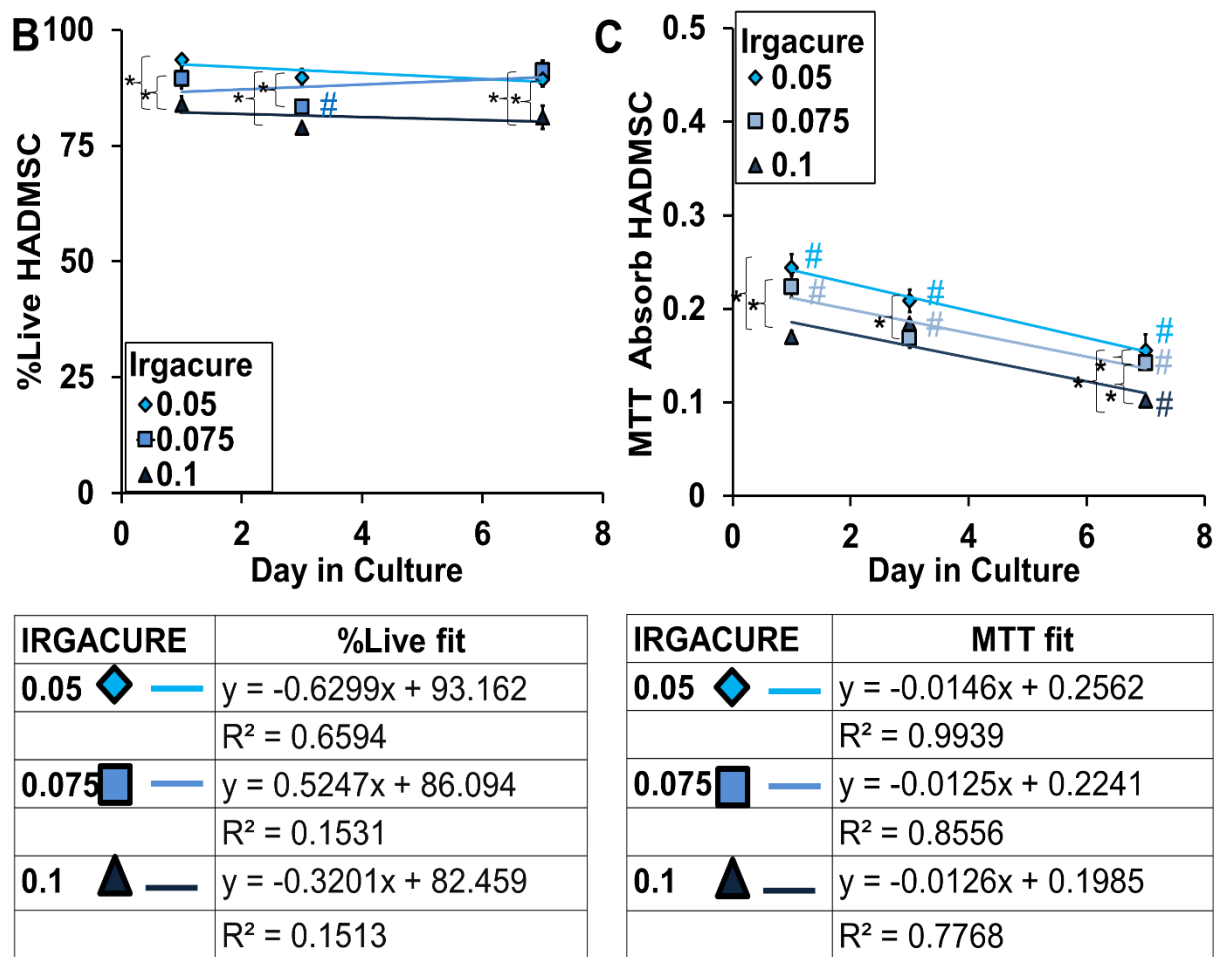 B
100
75
50
25
0
%Live HADMSC
Irgacure
0.05
0.075
0.1
* * * * * *
#
0 2 4 6 8
Day in Culture
C
0.5
0.4
0.3
0.2
0.1
0
MTT Absorb HADMSC
Irgacure
0.05
0.075
0.1
# # #
* * * * * *
# # # #
0 2 4 6 8
Day in Culture
IRGACURE %Live fit
0.05 y = -0.6299x + 93.162
R² = 0.6594
0.075 y = 0.5247x + 86.094
R² = 0.1531
0.1 y = -0.3201x + 82.459
R² = 0.1513
IRGACURE MTT fit
0.05 y = -0.0146x + 0.2562
R² = 0.9939
0.075 y = -0.0125x + 0.2241
R² = 0.8556
0.1 y = -0.0126x + 0.1985
R² = 0.7768